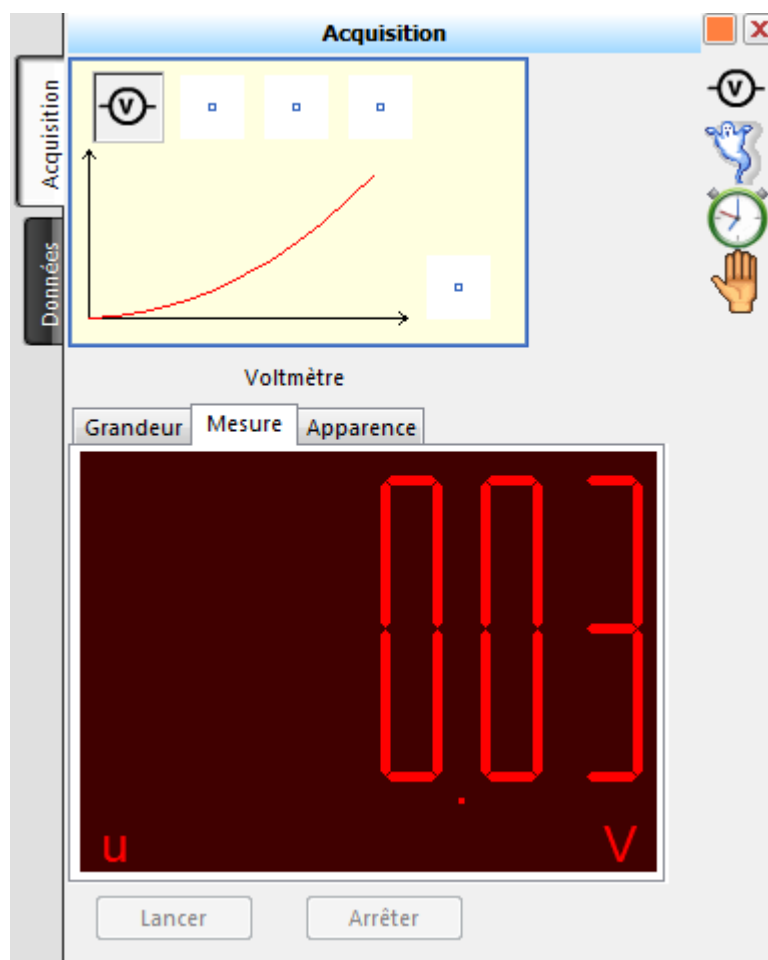 Acquisition
Acquisition
Données
V
V
Voltmètre
Grandeur Mesure Apparence
0.03
u V
Lancer Arrêter